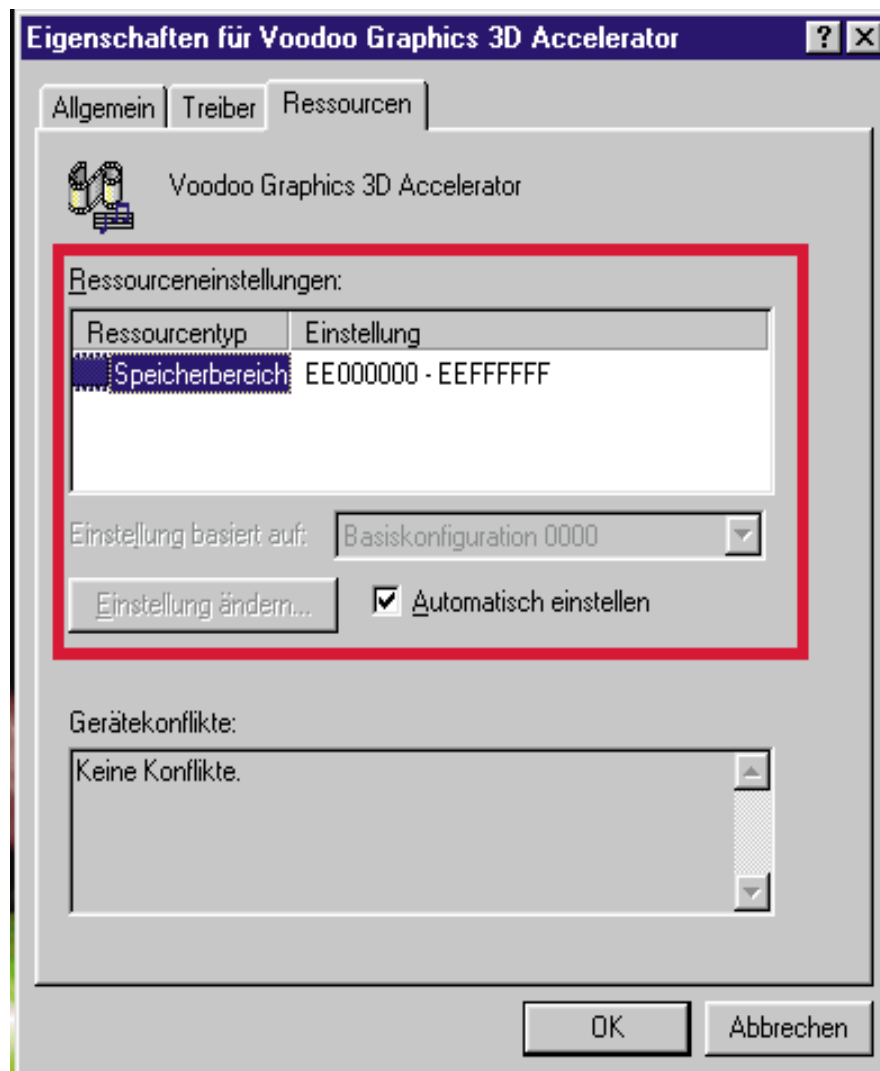 Eigenschaften für Voodoo Graphics 3D Accelerator
Allgemein Treiber Ressourcen
Voodoo Graphics 3D Accelerator
Ressourceneinstellungen:
Ressourcentyp Einstellung
Speicherbereich EE000000 - EEFFFFFF
Einstellung basiert auf: Basiskonfiguration 0000
Einstellung ändern... Automatisch einstellen
Gerätekonflikte:
Keine Konflikte.
OK Abbrechen